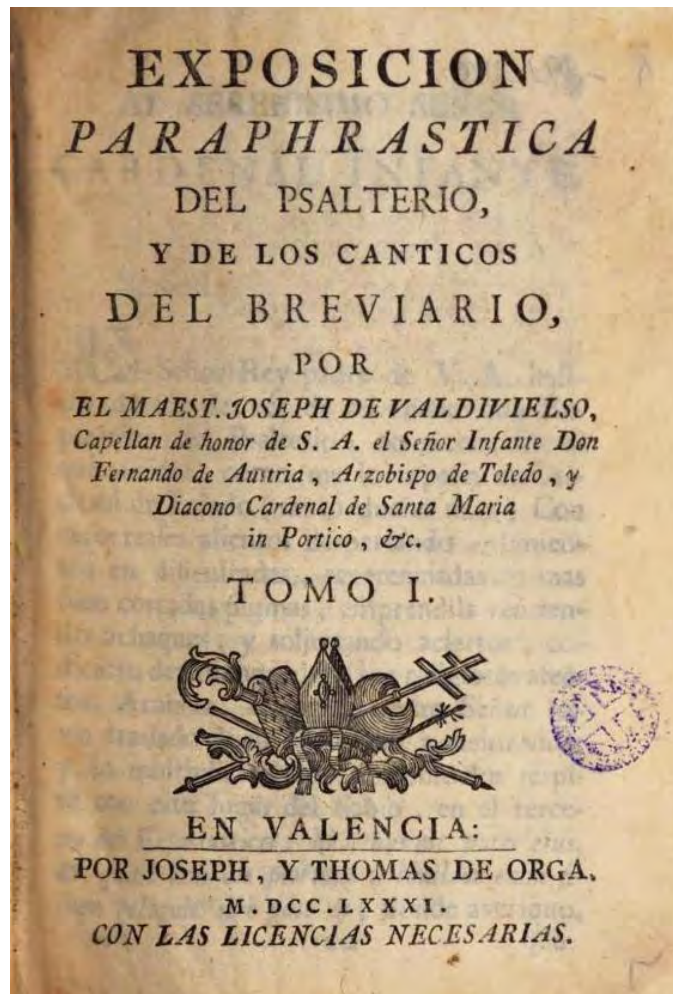 EXPOSICION
PARAPHRASTICA
DEL PSALTERIO,
Y DE LOS CANTICOS
DEL BREVIARIO,
POR
EL MAEST. JOSEPH DE VALDIVIELSO,
Capellan de honor de S. A. el Señor Infante Don
Fernando de Austria, Arzobispo de Toledo, y
Diacono Cardenal de Santa Maria
in Portico, &c.
TOMO I.
EN VALENCIA:
POR JOSEPH, Y THOMAS DE ORGA.
M.DCC.LXXXI.
CON LAS LICENCIAS NECESARIAS.